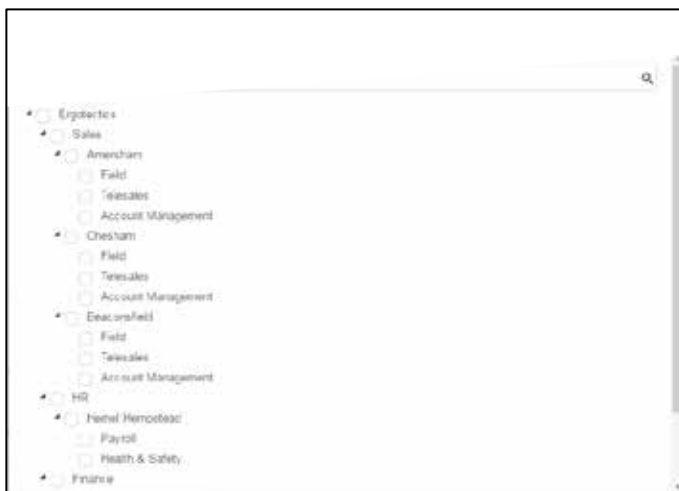 Ergotectics
Sales
Amersham
Field
Telesales
Account Management
Chesham
Field
Telesales
Account Management
Beaconsfield
Field
Telesales
Account Management
HR
Hemel Hempstead
Payroll
Health & Safety
Finance